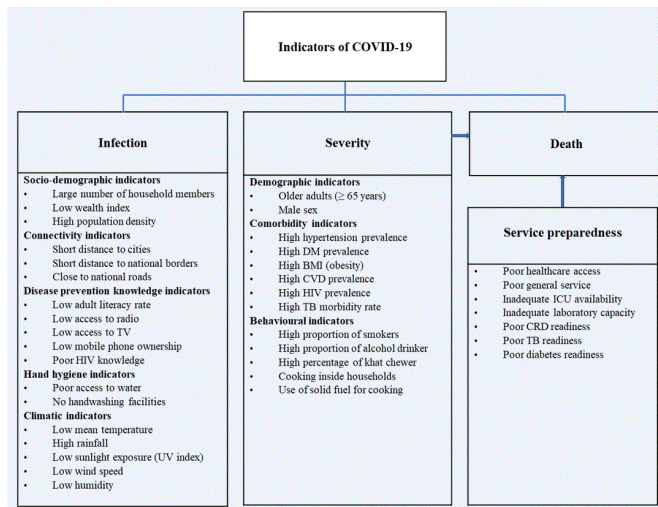 Indicators of COVID-19
Infection
Socio-demographic indicators
• Large number of household members
• Low wealth index
• High population density
Connectivity indicators
• Short distance to cities
• Short distance to national borders
• Close to national roads
Disease prevention knowledge indicators
• Low adult literacy rate
• Low access to radio
• Low access to TV
• Low mobile phone ownership
• Poor HIV knowledge
Hand hygiene indicators
• Poor access to water
• No handwashing facilities
Climatic indicators
• Low mean temperature
• High rainfall
• Low sunlight exposure (UV index)
• Low wind speed
• Low humidity
Severity
Demographic indicators
• Older adults (≥ 65 years)
• Male sex
Comorbidity indicators
• High hypertension prevalence
• High DM prevalence
• High BMI (obesity)
• High CVD prevalence
• High HIV prevalence
• High TB morbidity rate
Behavioural indicators
• High proportion of smokers
• High proportion of alcohol drinker
• High percentage of khat chewer
• Cooking inside households
• Use of solid fuel for cooking
Death
Service preparedness
• Poor healthcare access
• Poor general service
• Inadequate ICU availability
• Inadequate laboratory capacity
• Poor CRD readiness
• Poor TB readiness
• Poor diabetes readiness